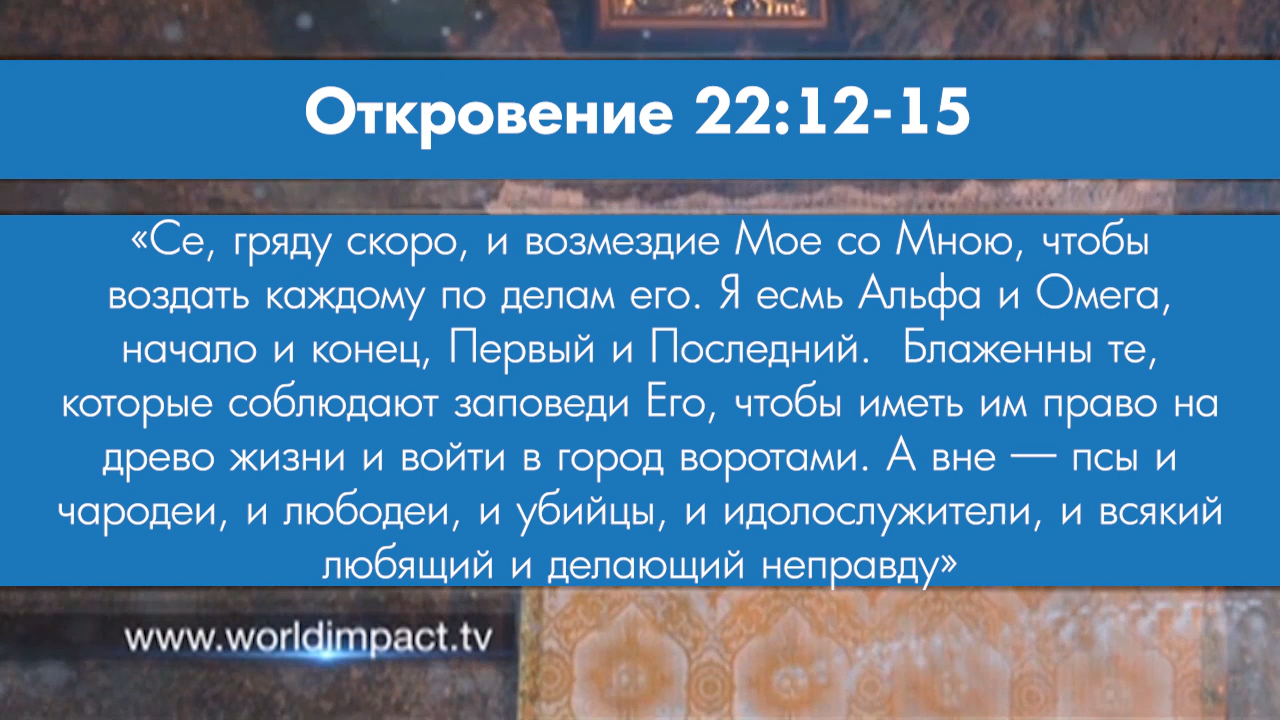 Откровение 22:12-15
«Се, гряду скоро, и возмездие Мое со Мною, чтобы
воздать каждому по делам его. Я есмь Альфа и Омега,
начало и конец, Первый и Последний.  Блаженны те,
которые соблюдают заповеди Его, чтобы иметь им право на
древо жизни и войти в город воротами. А вне — псы и
чародеи, и любодеи, и убийцы, и идолослужители, и всякий
любящий и делающий неправду»
www.worldimpact.tv